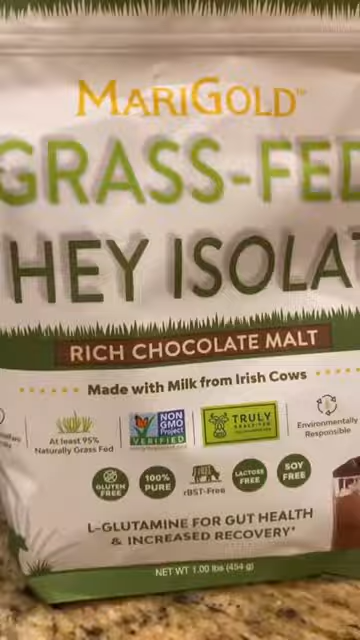 MARIGOLD™
GRASS-FED
HEY ISOLAT
RICH CHOCOLATE MALT
Made with Milk from Irish Cows
At least 95%
Naturally Grass Fed
NON
GMO
Project
VERIFIED
TRULY
Environmentally
Responsible
GLUTEN
FREE
100%
PURE
rBST-Free
LACTOSE
FREE
SOY
FREE
L-GLUTAMINE FOR GUT HEALTH
& INCREASED RECOVERY*
NET WT 1.00 lbs (454 g)